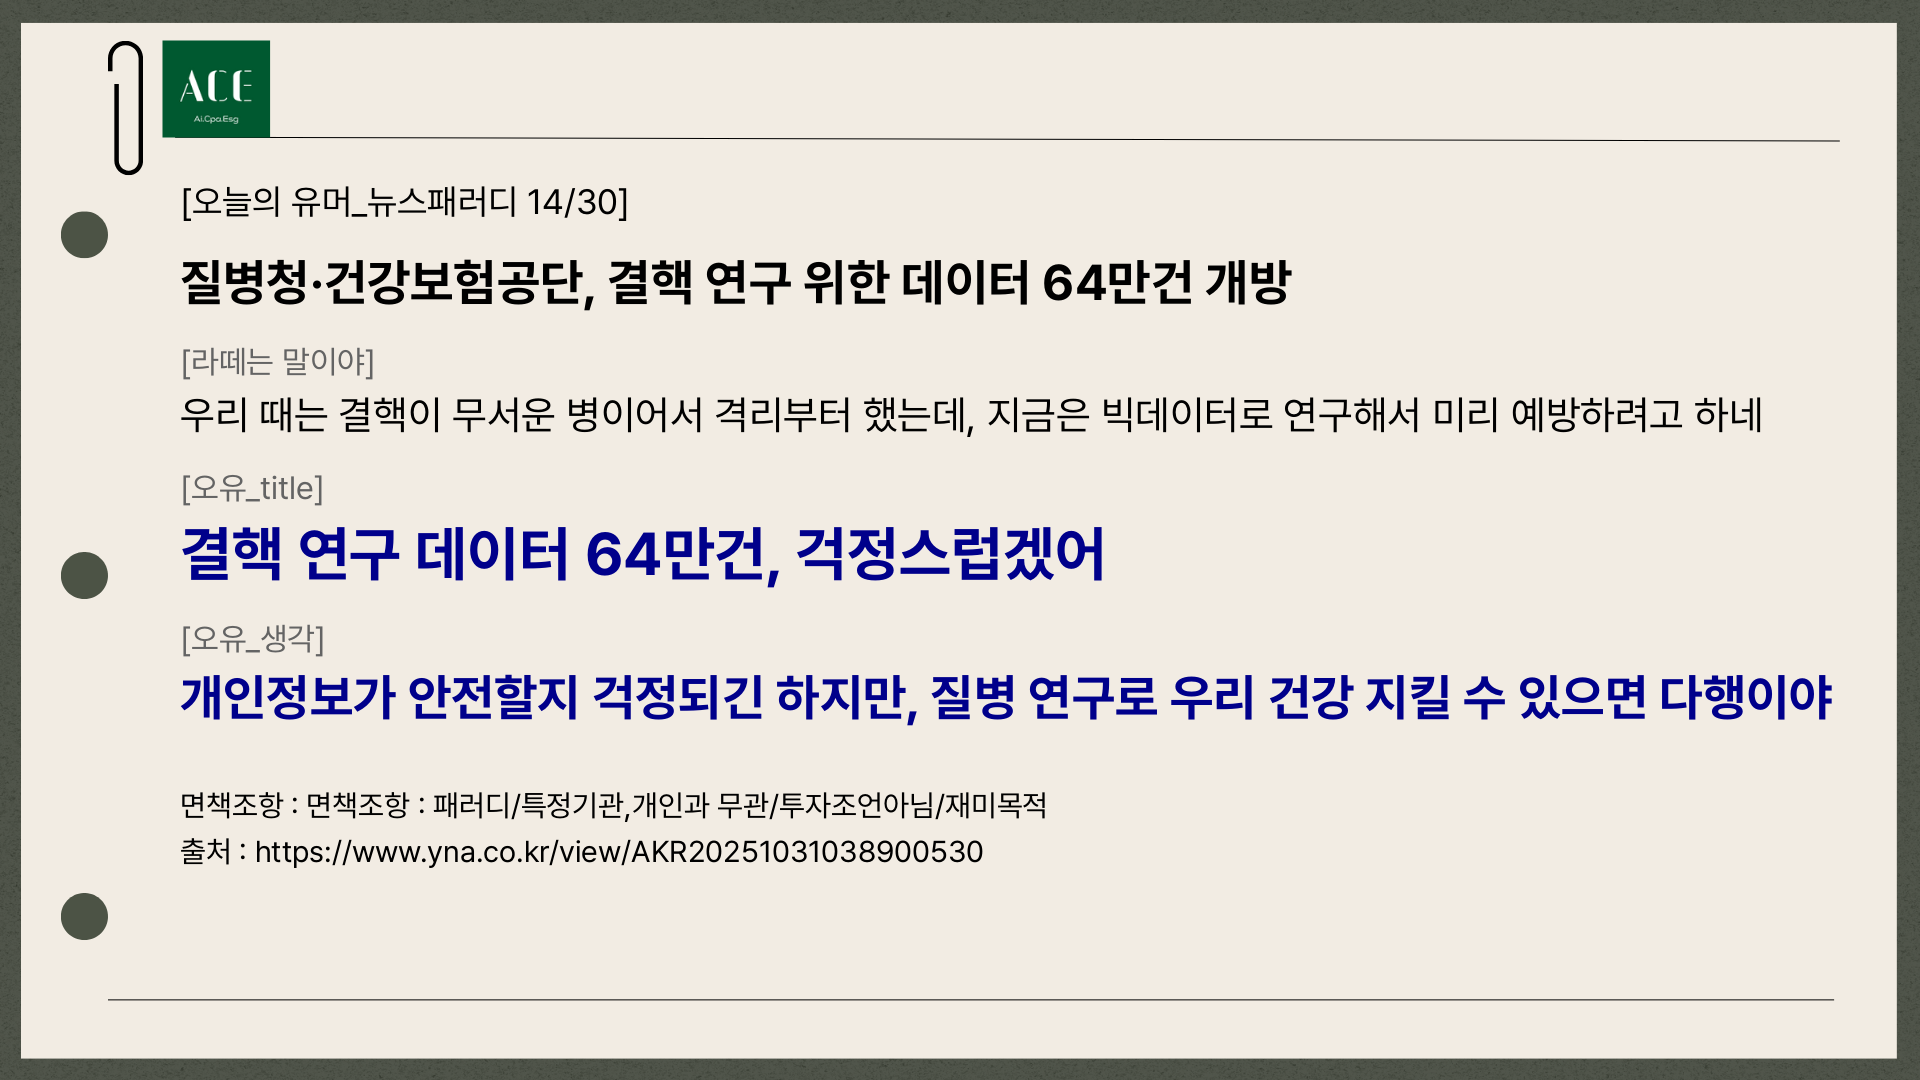 ACE
Ai.Cpa.Esg
[오늘의 유머_뉴스패러디 14/30]
질병청·건강보험공단, 결핵 연구 위한 데이터 64만건 개방
[라떼는 말이야]
우리 때는 결핵이 무서운 병이어서 격리부터 했는데, 지금은 빅데이터로 연구해서 미리 예방하려고 하네
[오유_title]
결핵 연구 데이터 64만건, 걱정스럽겠어
[오유_생각]
개인정보가 안전할지 걱정되긴 하지만, 질병 연구로 우리 건강 지킬 수 있으면 다행이야
면책조항 : 면책조항 : 패러디/특정기관,개인과 무관/투자조언아님/재미목적
출처 : https://www.yna.co.kr/view/AKR20251031038900530